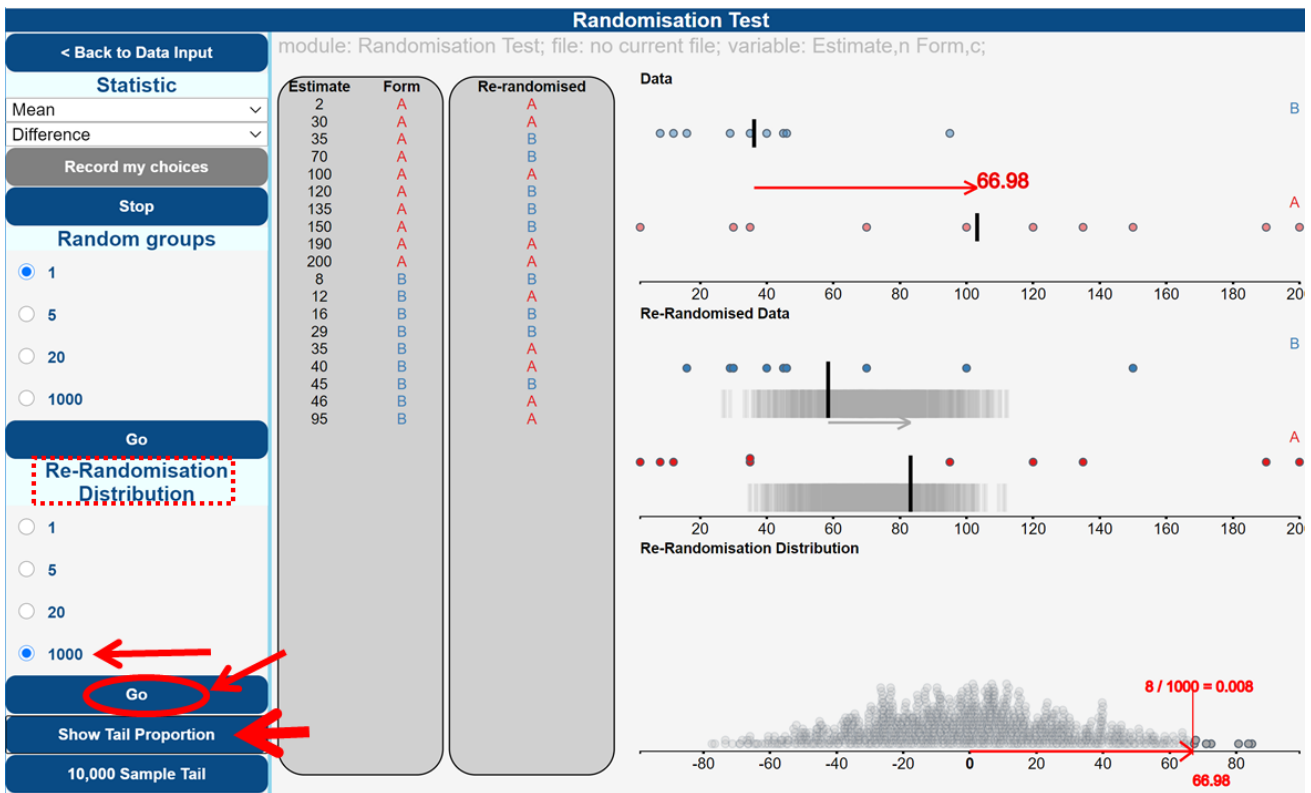 Randomisation Test
< Back to Data Input
Statistic
Mean
Difference
Record my choices
Stop
Random groups
1
5
20
1000
Go
Re-Randomisation
Distribution
1
5
20
1000
Go
Show Tail Proportion
10,000 Sample Tail
module: Randomisation Test; file: no current file; variable: Estimate,n Form,c;
Estimate Form Re-randomised
2 A A
30 A A
35 A B
70 A B
100 A A
120 A B
135 A B
150 A B
190 A A
200 A A
8 B B
12 B A
16 B B
29 B B
35 B A
40 B A
45 B B
46 B A
95 B A
Data
B
66.98
A
20 40 60 80 100 120 140 160 180 20
Re-Randomised Data
B
A
20 40 60 80 100 120 140 160 180 20
Re-Randomisation Distribution
8 / 1000 = 0.008
-80 -60 -40 -20 0 20 40 60 80
66.98